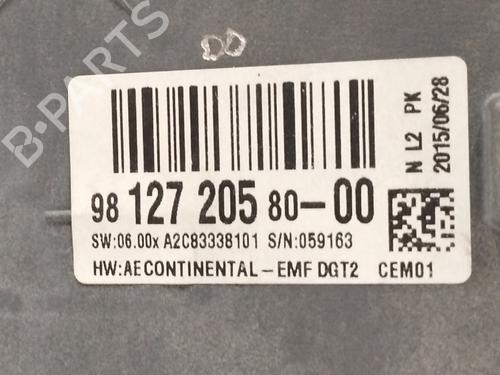 B-PARTS
98 127 205 80-00
SW:06.00x A2C83338101 S/N:059163
HW:AECONTINENTAL-EMF DGT2 CEM01
N L2 PK
2015/06/28